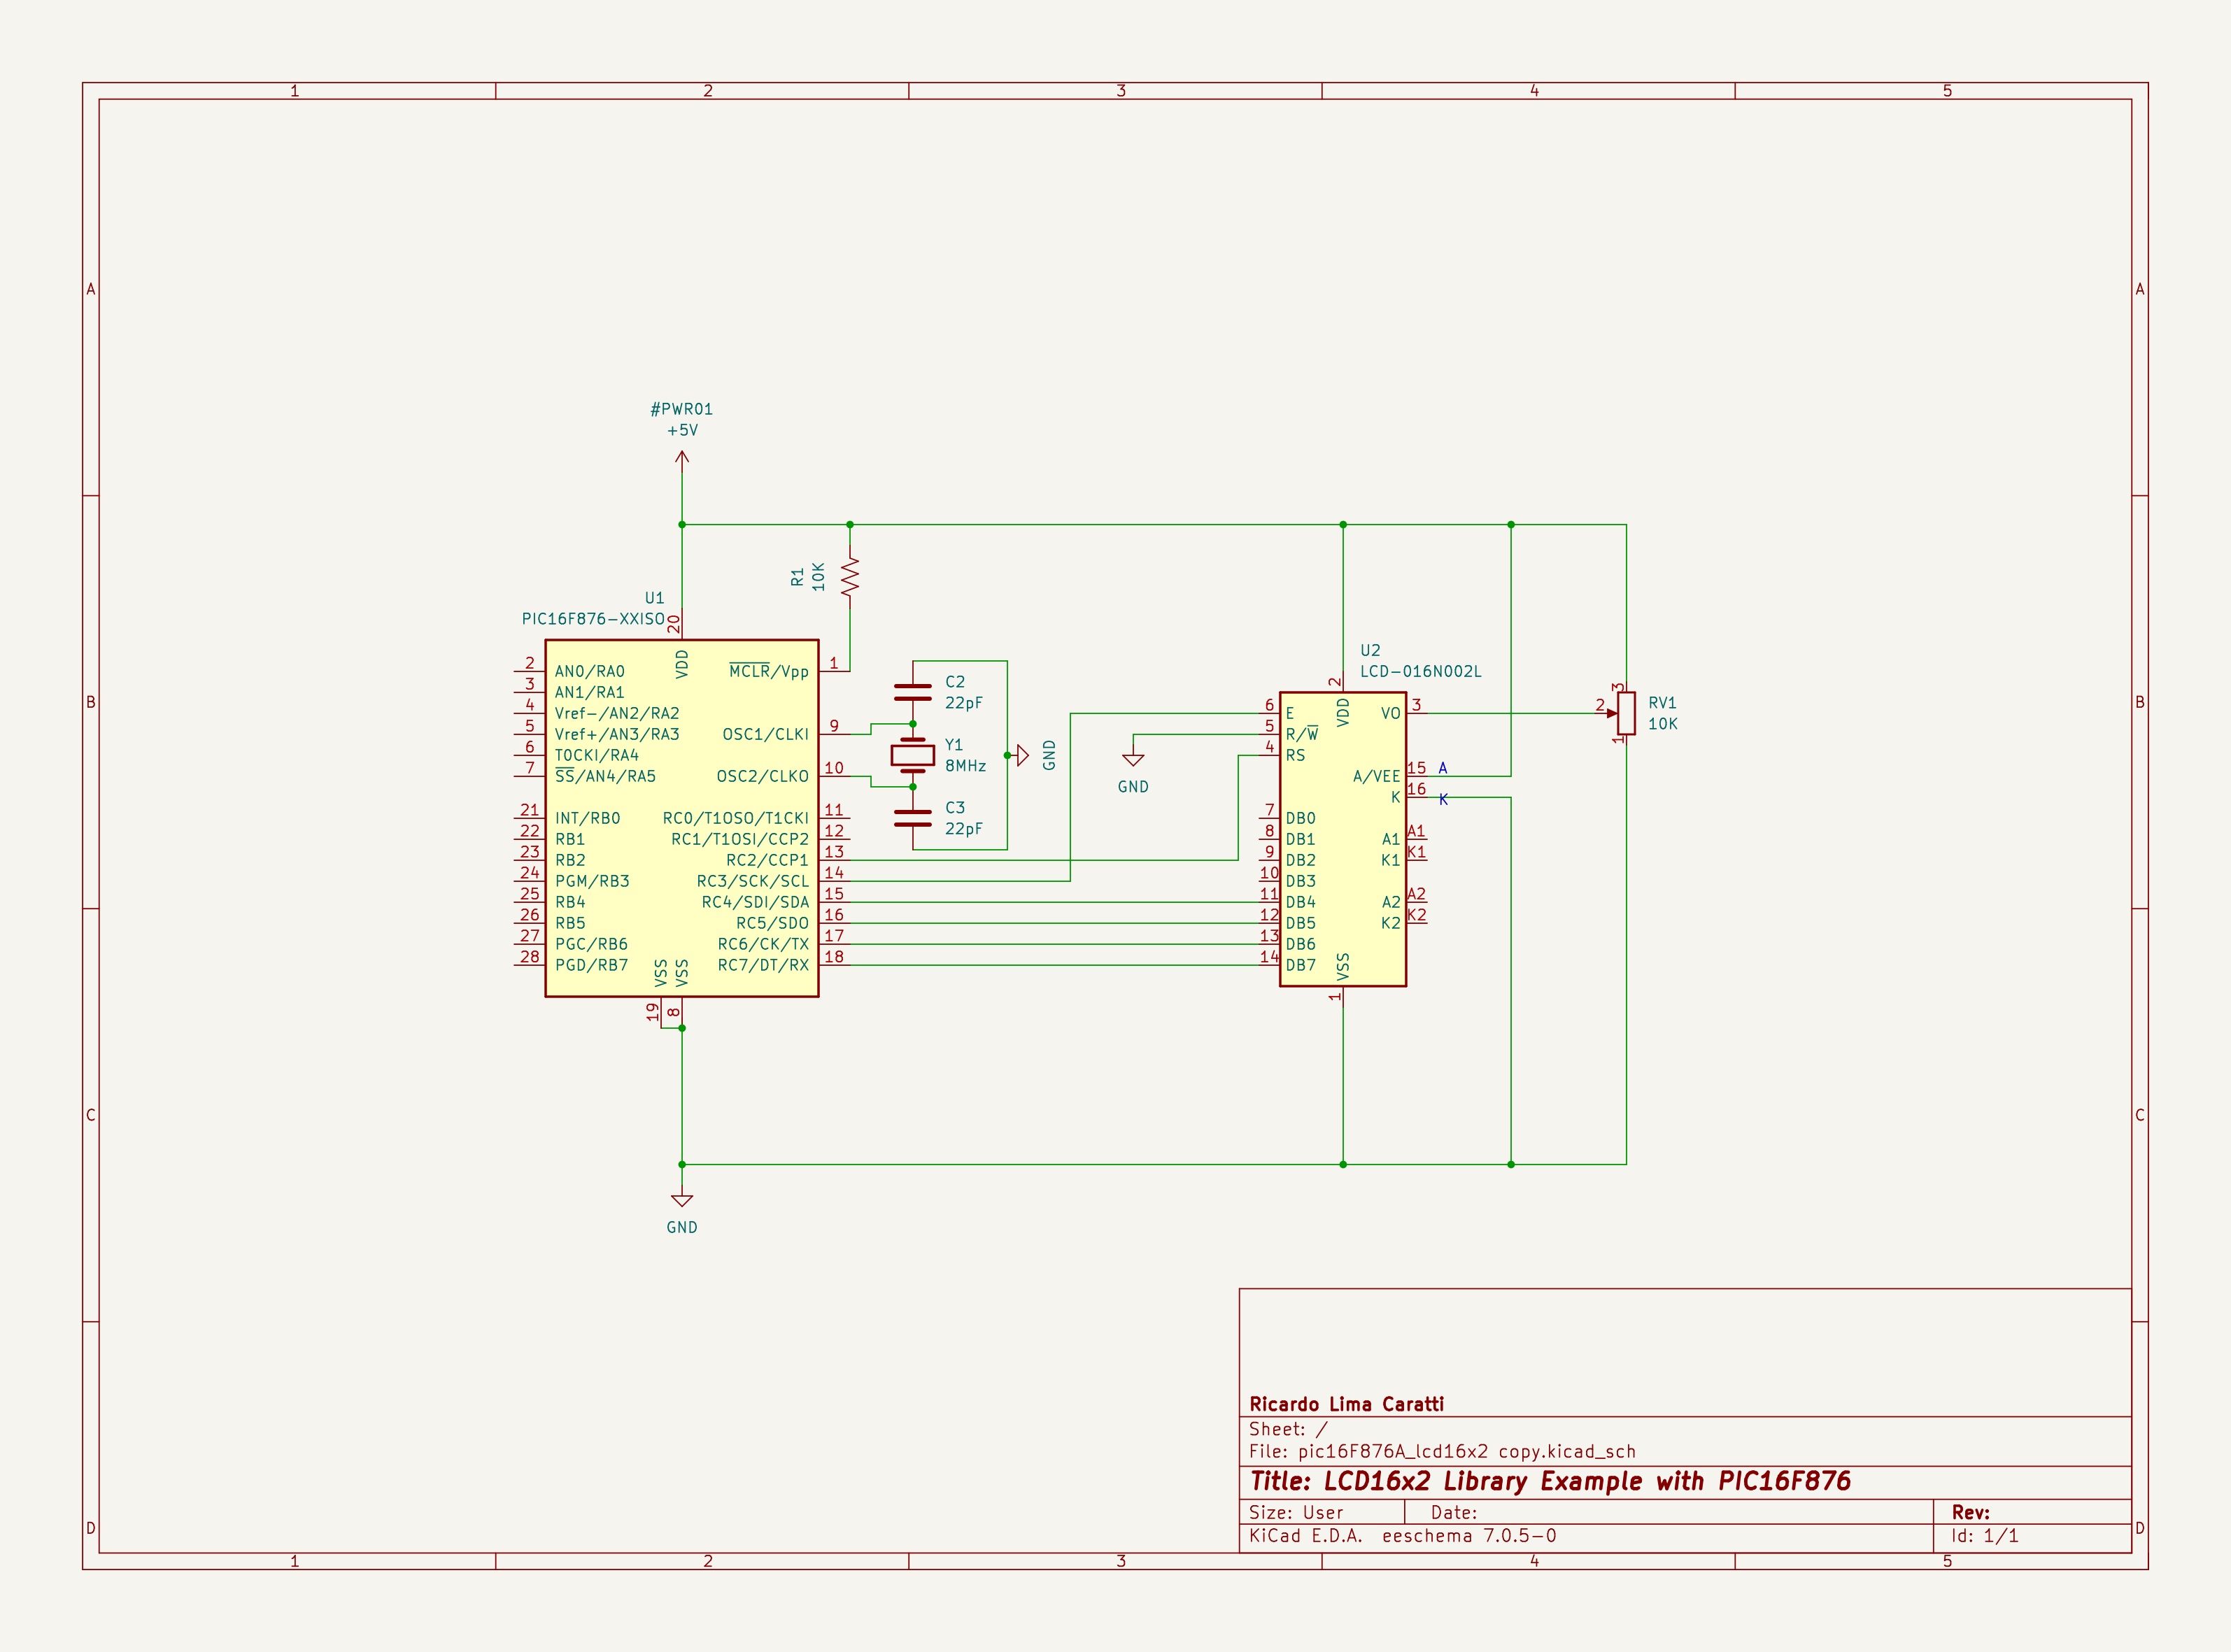 1 2 3 4 5
A
A
#PWR01
+5V
R1
10K
U1
PIC16F876-XXISO
20
VDD
2 AN0/RA0
3 AN1/RA1
4 Vref-/AN2/RA2
5 Vref+/AN3/RA3
6 T0CKI/RA4
7 SS/AN4/RA5
21 INT/RB0
22 RB1
23 RB2
24 PGM/RB3
25 RB4
26 RB5
27 PGC/RB6
28 PGD/RB7
MCLR/Vpp 1
OSC1/CLKI 9
OSC2/CLKO 10
RC0/T1OSO/T1CKI 11
RC1/T1OSI/CCP2 12
RC2/CCP1 13
RC3/SCK/SCL 14
RC4/SDI/SDA 15
RC5/SDO 16
RC6/CK/TX 17
RC7/DT/RX 18
VSS
VSS
19
8
C2
22pF
Y1
8MHz
C3
22pF
GND
GND
U2
LCD-016N002L
2
VDD
6 E
5 R/W
4 RS
7 DB0
8 DB1
9 DB2
10 DB3
11 DB4
12 DB5
13 DB6
14 DB7
VO 3
A/VEE 15 A
K 16 K
A1 A1
K1 K1
A2 A2
K2 K2
VSS
1
3
2
1
RV1
10K
B
B
C
C
GND
Ricardo Lima Caratti
Sheet: /
File: pic16F876A_lcd16x2 copy.kicad_sch
Title: LCD16x2 Library Example with PIC16F876
Size: User Date: Rev:
KiCad E.D.A. eeschema 7.0.5-0 Id: 1/1
D
D
1 2 3 4 5